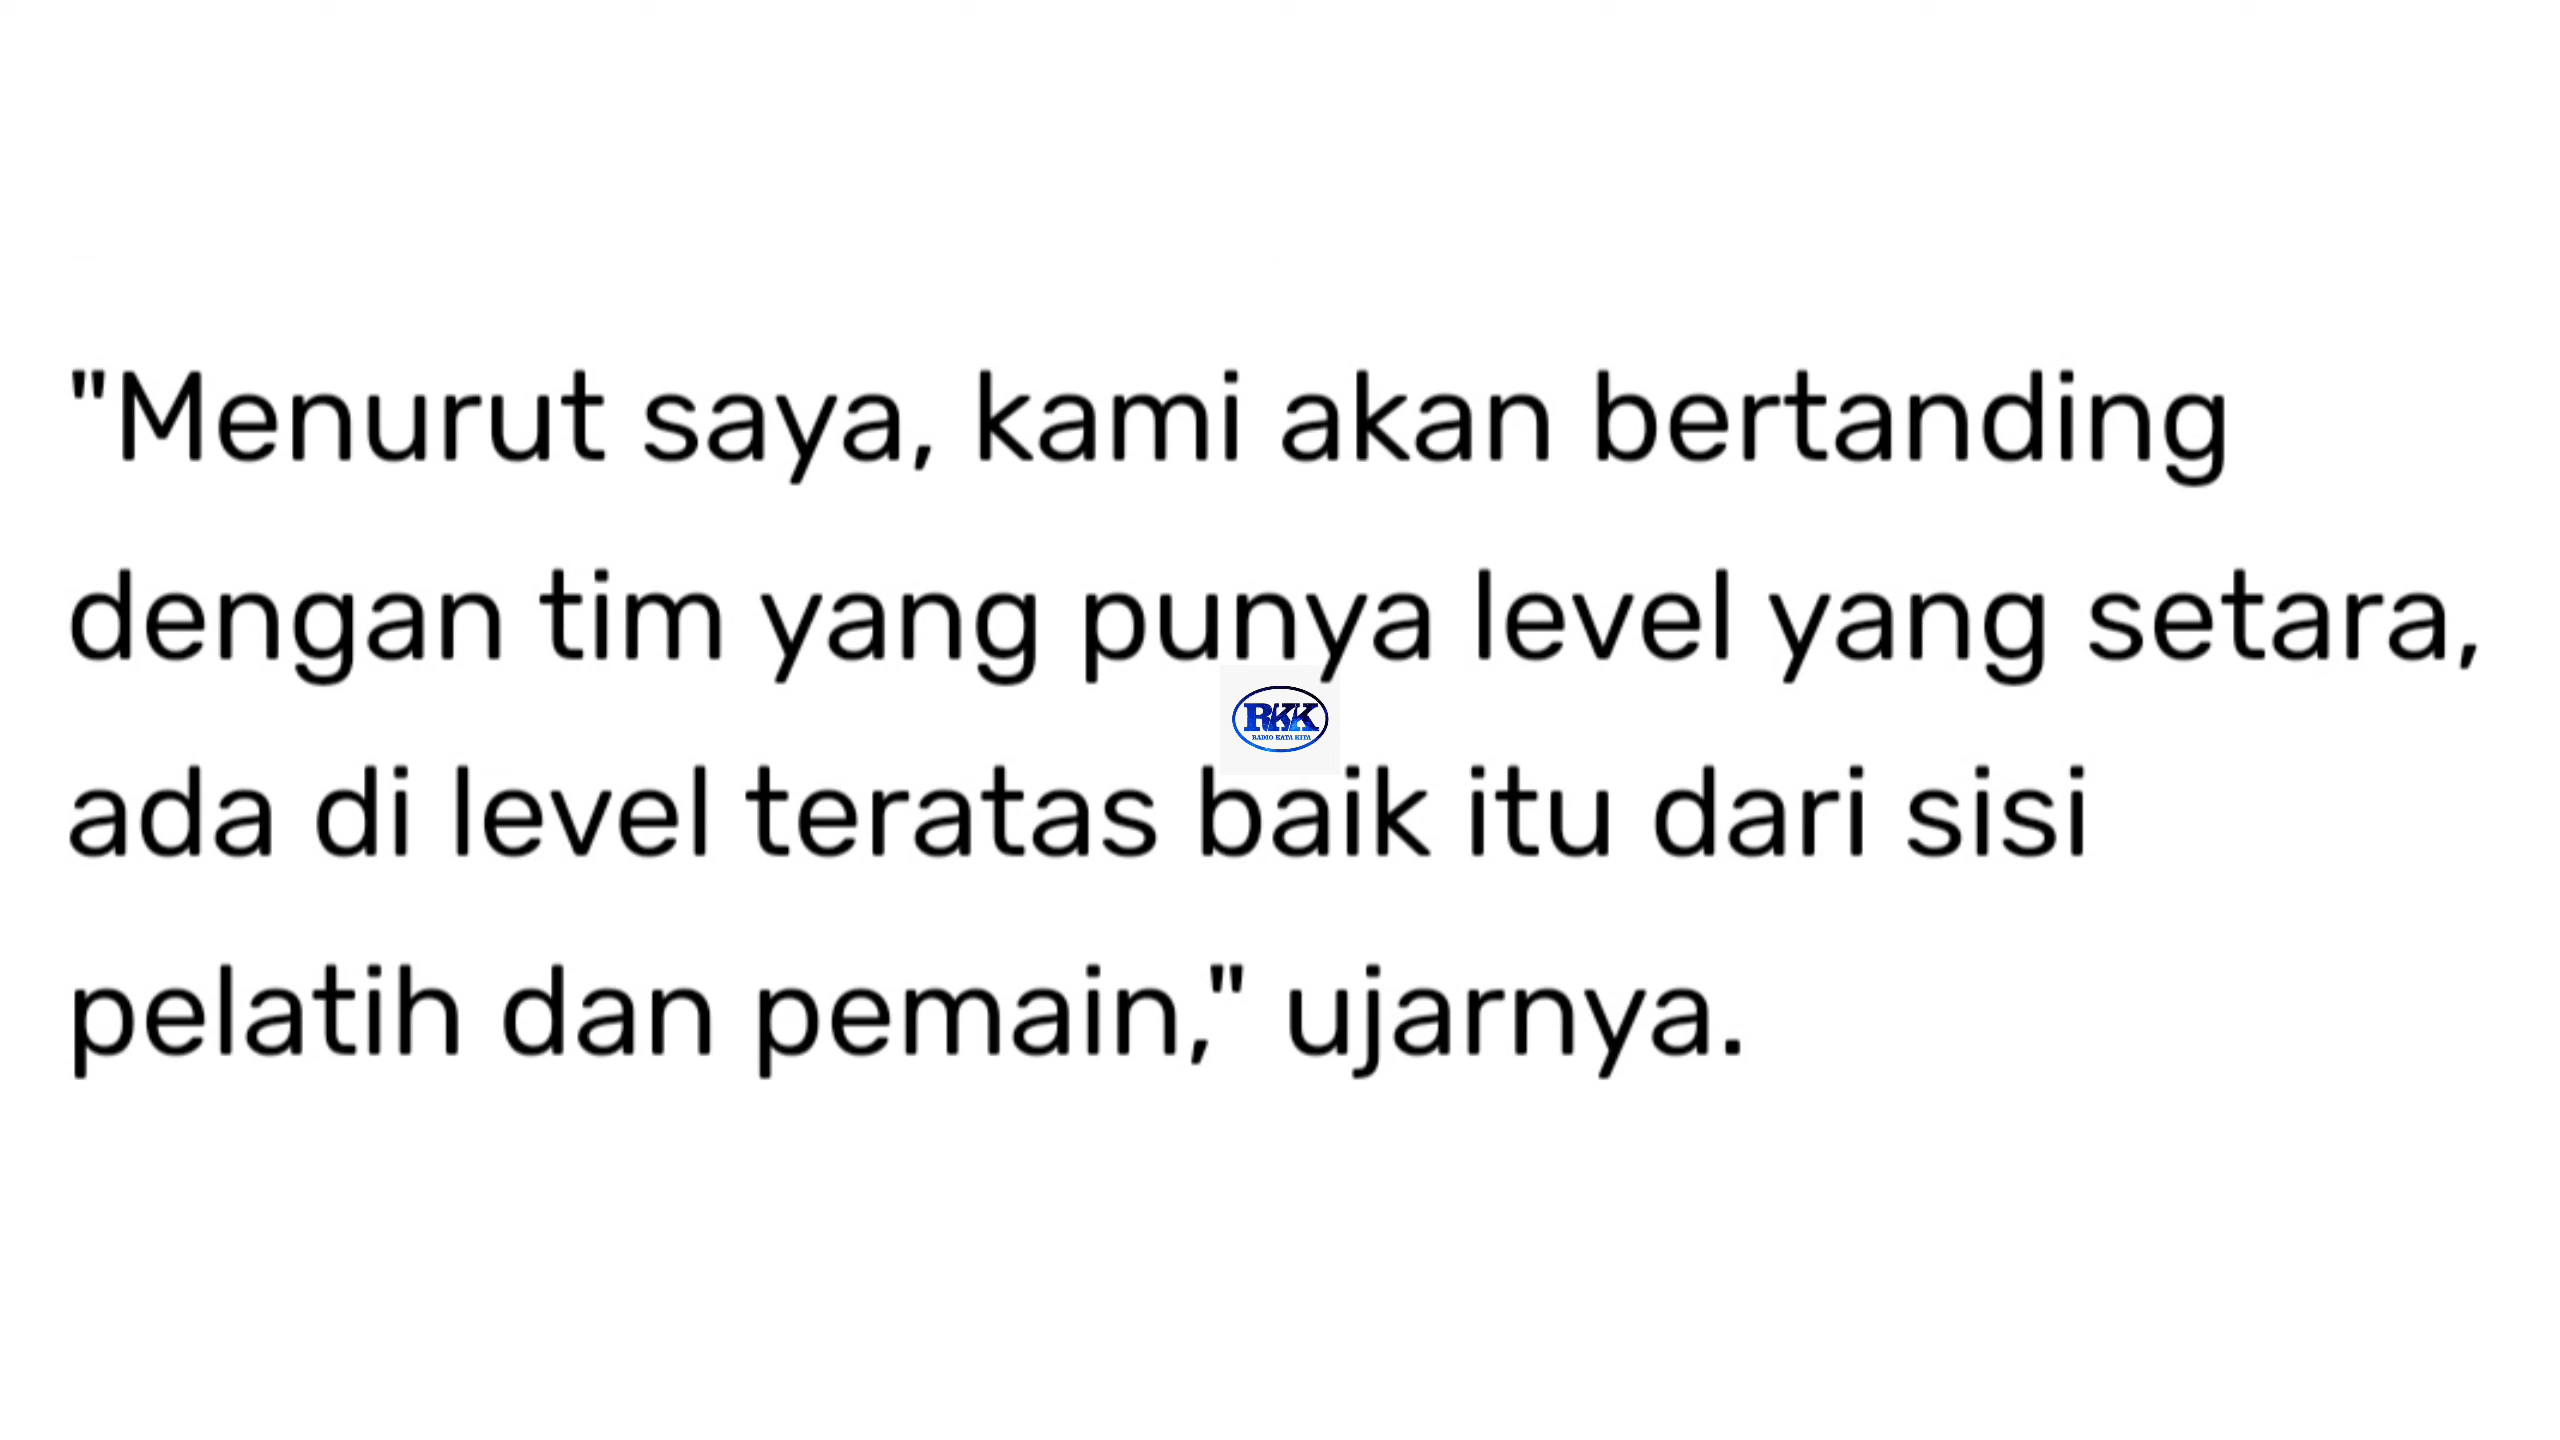 "Menurut saya, kami akan bertanding
dengan tim yang punya level yang setara,
RKK
RADIO KATA KITA
ada di level teratas baik itu dari sisi
pelatih dan pemain," ujarnya.